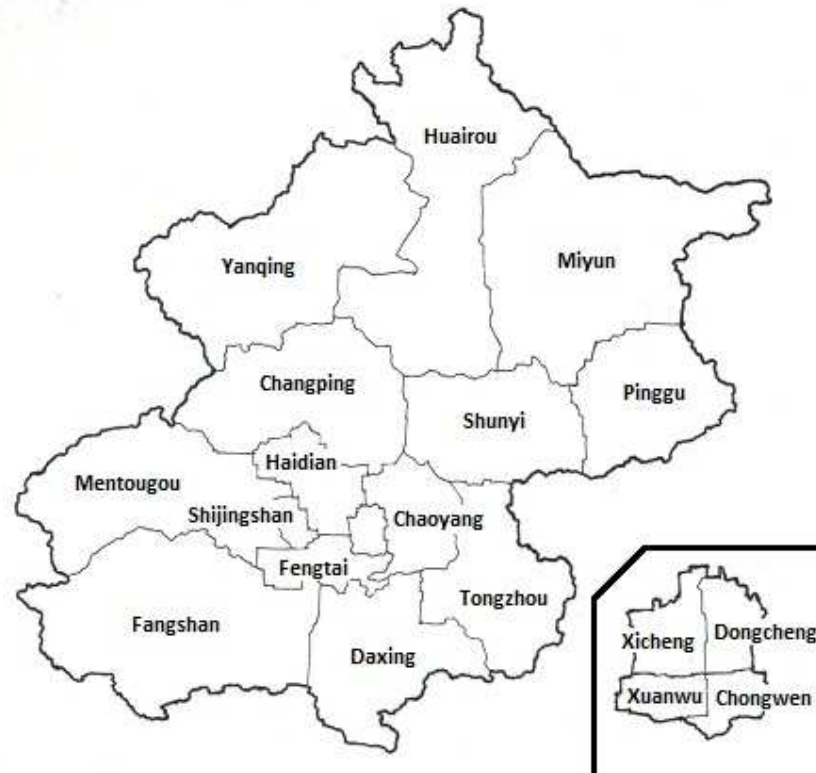 Huairou
Yanqing
Miyun
Changping
Pinggu
Shunyi
Haidian
Mentougou
Shijingshan
Chaoyang
Fengtai
Tongzhou
Fangshan
Daxing
Xicheng
Dongcheng
Xuanwu
Chongwen